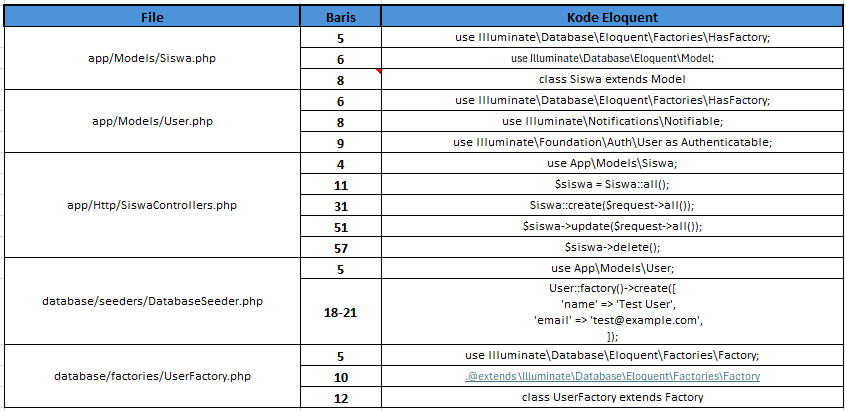 File Baris Kode Eloquent
app/Models/Siswa.php
5 use Illuminate\Database\Eloquent\Factories\HasFactory;
6 use Illuminate\Database\Eloquent\Model;
8 class Siswa extends Model
app/Models/User.php
6 use Illuminate\Database\Eloquent\Factories\HasFactory;
8 use Illuminate\Notifications\Notifiable;
9 use Illuminate\Foundation\Auth\User as Authenticatable;
app/Http/SiswaControllers.php
4 use App\Models\Siswa;
11 $siswa = Siswa::all();
31 Siswa::create($request->all());
51 $siswa->update($request->all());
57 $siswa->delete();
database/seeders/DatabaseSeeder.php
5 use App\Models\User;
18-21 User::factory()->create([
'name' => 'Test User',
'email' => 'test@example.com',
]);
database/factories/UserFactory.php
5 use Illuminate\Database\Eloquent\Factories\Factory;
10 .@extends \Illuminate\Database\Eloquent\Factories\Factory
12 class UserFactory extends Factory